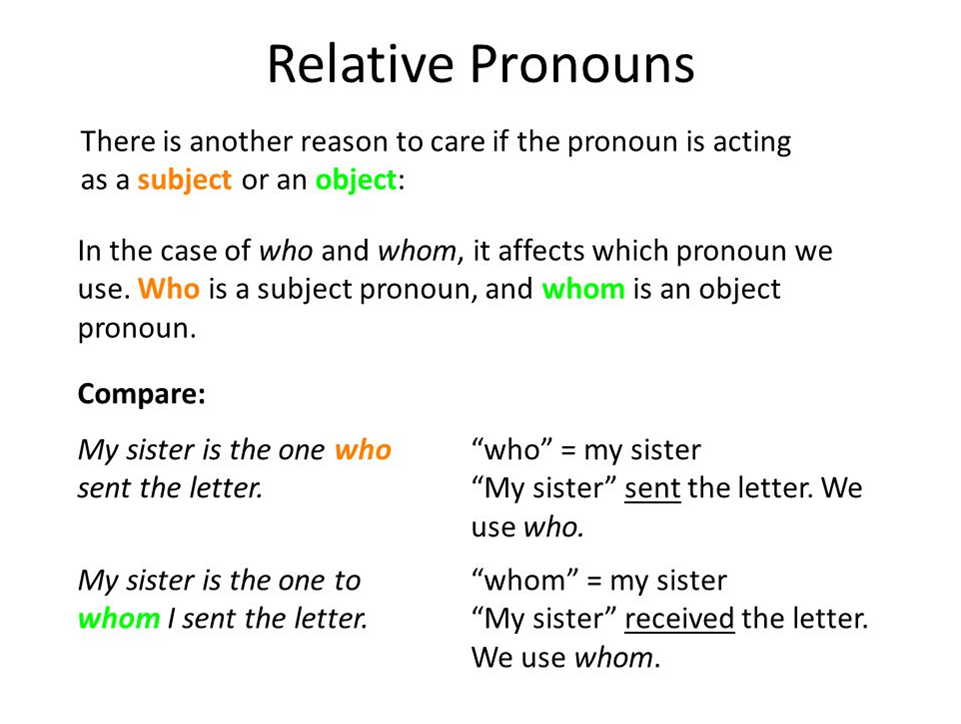 Relative Pronouns
There is another reason to care if the pronoun is acting
as a subject or an object:
In the case of who and whom, it affects which pronoun we
use. Who is a subject pronoun, and whom is an object
pronoun.
Compare:
My sister is the one who
sent the letter.
“who” = my sister
“My sister” sent the letter. We
use who.
My sister is the one to
whom I sent the letter.
“whom” = my sister
“My sister” received the letter.
We use whom.